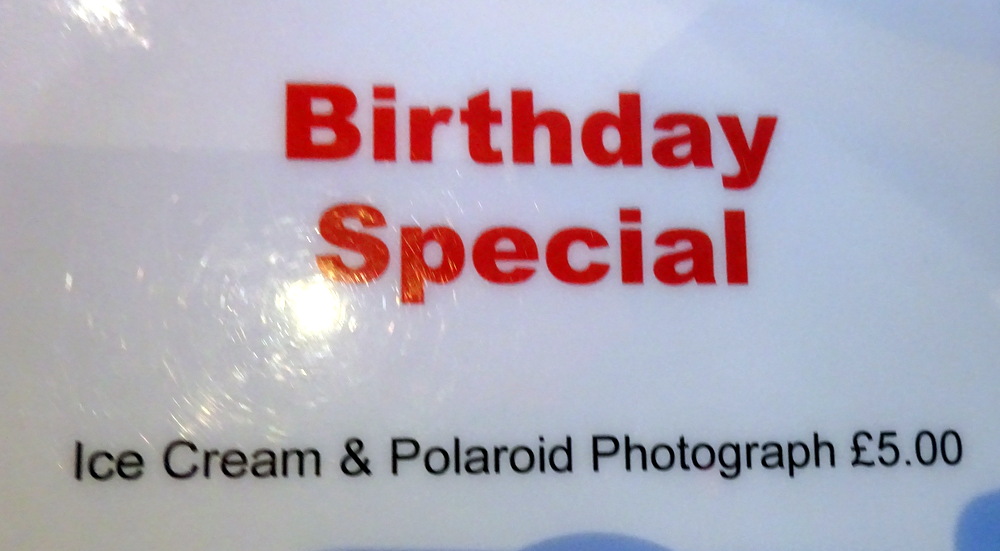 Birthday
Special
Ice Cream & Polaroid Photograph £5.00